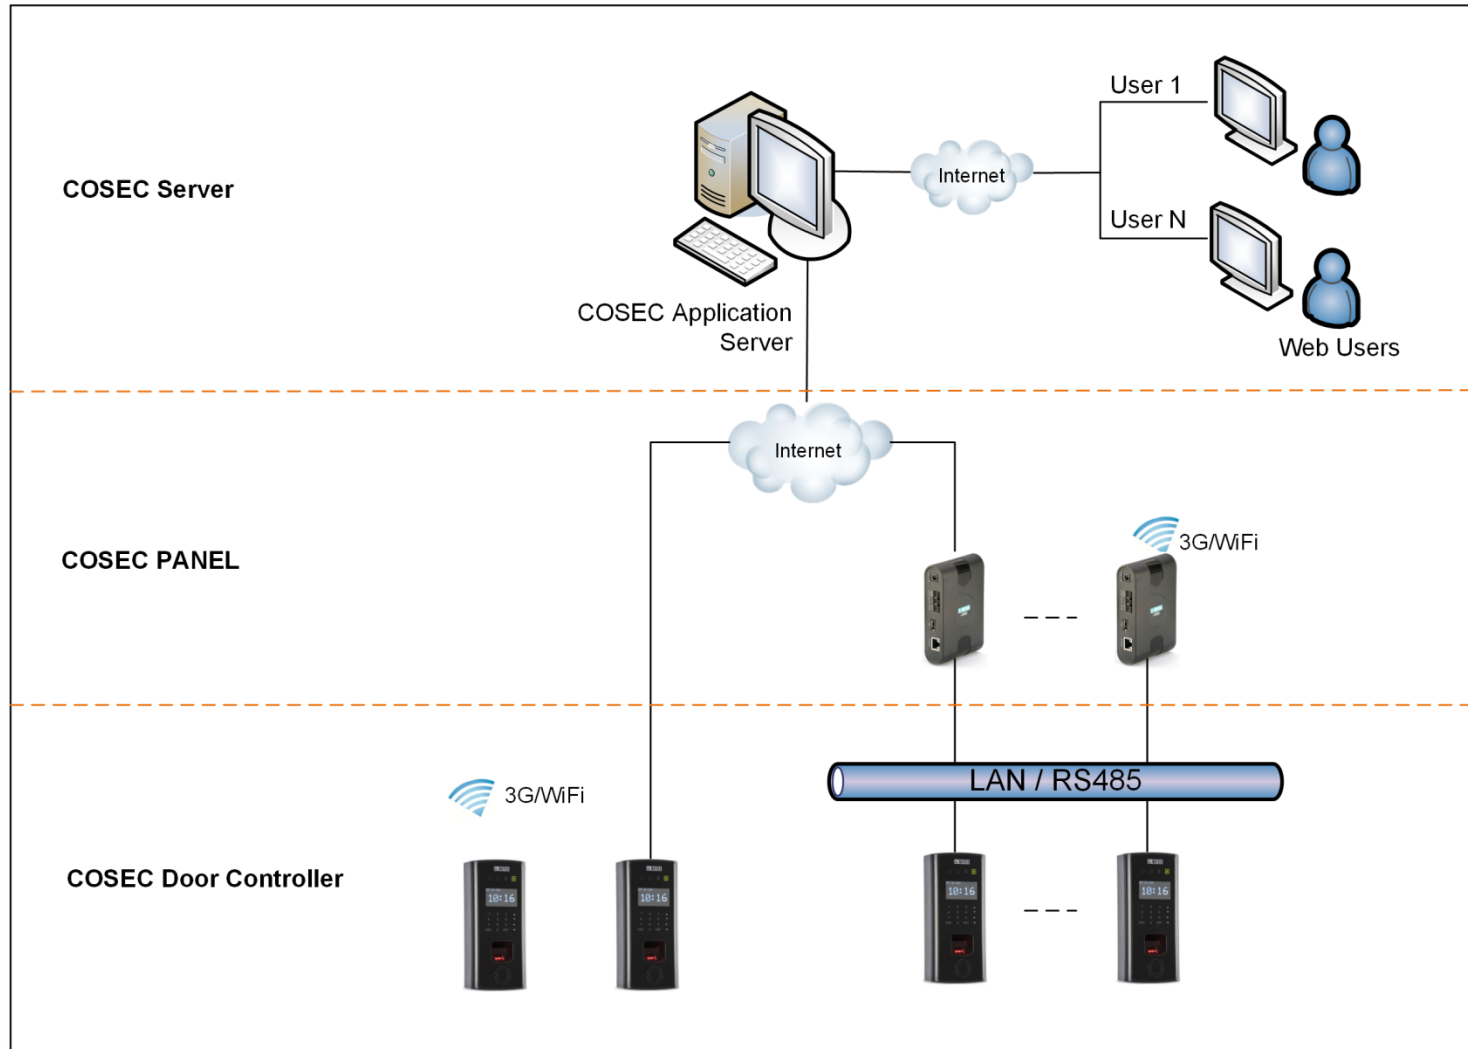 User 1
COSEC Server
Internet
User N
COSEC Application
Server
Web Users
Internet
COSEC PANEL
3G/WiFi
LAN / RS485
3G/WiFi
COSEC Door Controller
10:16
10:16
10:16
10:16